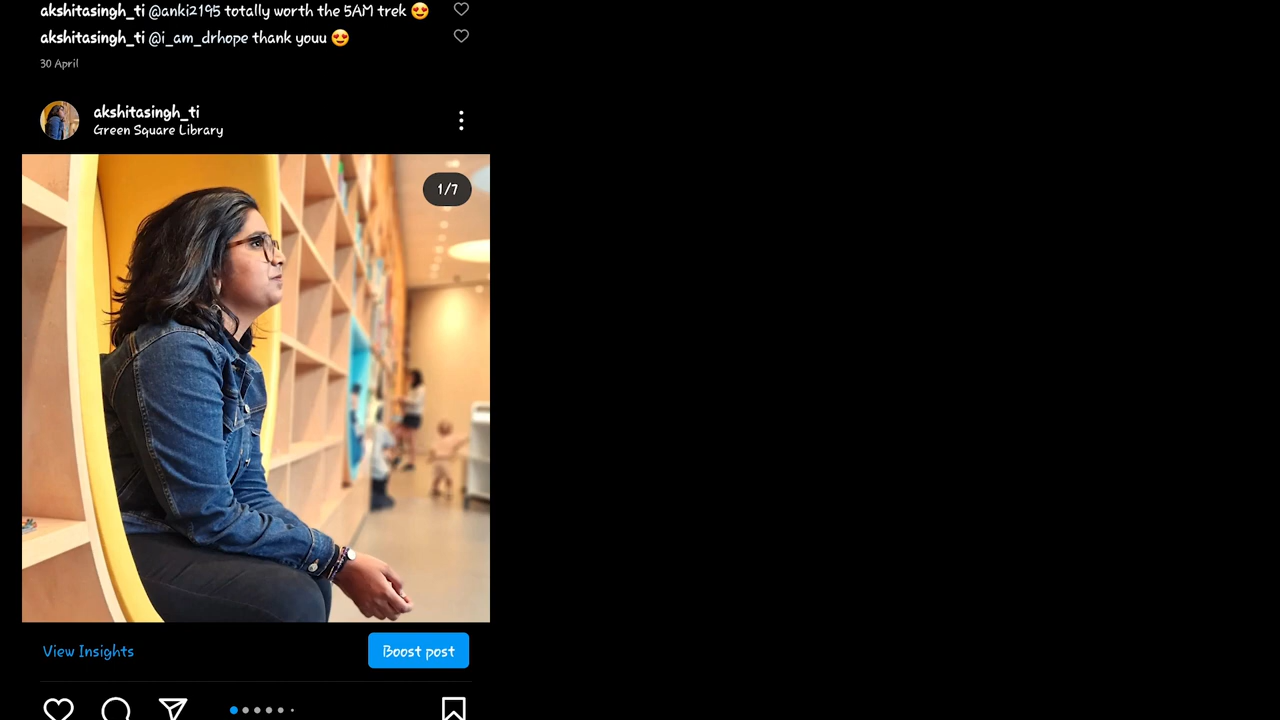 akshitasingh_ti @anki2195 totally worth the 5AM trek 😍
akshitasingh_ti @i_am_drhope thank youu 😍
30 April
akshitasingh_ti
Green Square Library
1/7
View Insights
Boost post